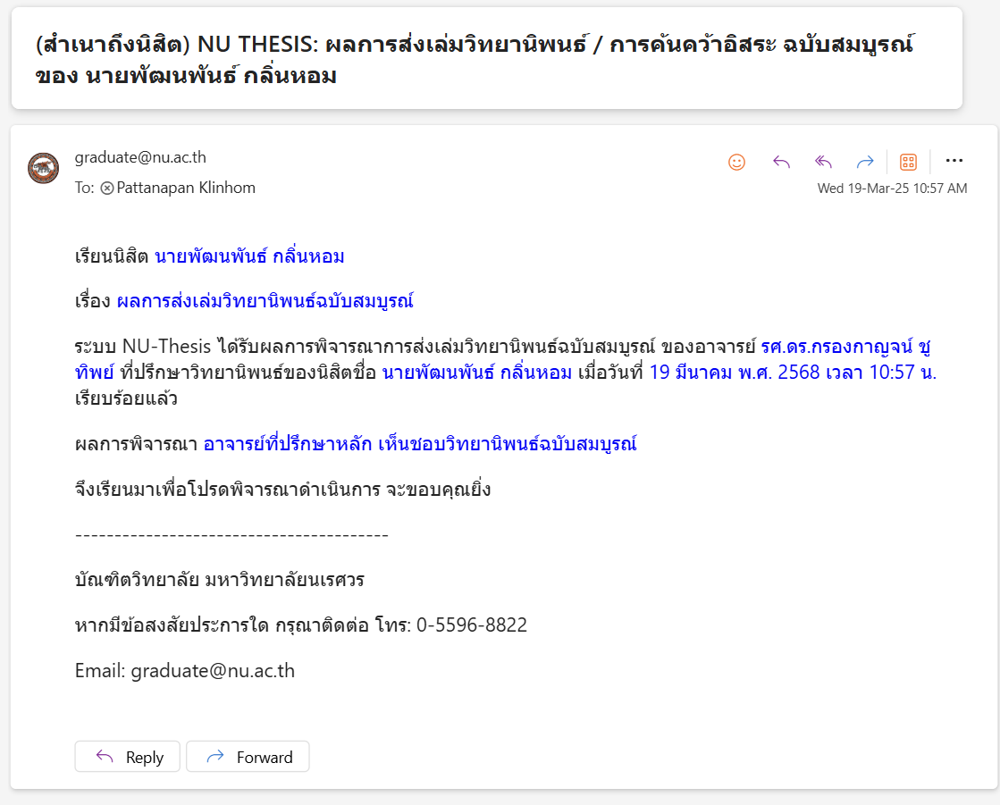 (สำเนาถึงนิสิต) NU THESIS: ผลการส่งเล่มวิทยานิพนธ์ / การค้นคว้าอิสระ ฉบับสมบูรณ์
ของ นายพัฒนพันธ์ กลิ่นหอม
graduate@nu.ac.th
To: Pattanapan Klinhom
Wed 19-Mar-25 10:57 AM
เรียนนิสิต นายพัฒนพันธ์ กลิ่นหอม
เรื่อง ผลการส่งเล่มวิทยานิพนธ์ฉบับสมบูรณ์
ระบบ NU-Thesis ได้รับผลการพิจารณาการส่งเล่มวิทยานิพนธ์ฉบับสมบูรณ์ ของอาจารย์ รศ.ดร.กรองกาญจน์ ชู
ทิพย์ ที่ปรึกษาวิทยานิพนธ์ของนิสิตชื่อ นายพัฒนพันธ์ กลิ่นหอม เมื่อวันที่ 19 มีนาคม พ.ศ. 2568 เวลา 10:57 น.
เรียบร้อยแล้ว
ผลการพิจารณา อาจารย์ที่ปรึกษาหลัก เห็นชอบวิทยานิพนธ์ฉบับสมบูรณ์
จึงเรียนมาเพื่อโปรดพิจารณาดำเนินการ จะขอบคุณยิ่ง
----------------------------------------
บัณฑิตวิทยาลัย มหาวิทยาลัยนเรศวร
หากมีข้อสงสัยประการใด กรุณาติดต่อ โทร: 0-5596-8822
Email: graduate@nu.ac.th
Reply Forward